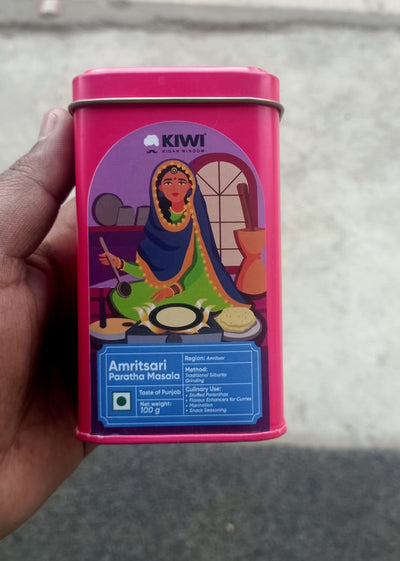 KIWI
KISAN WINDOW
Amritsari
Paratha Masala
Taste of Punjab
Net weight:
100 g
Region: Amritsar
Method:
Traditional Silbatta
Grinding
Culinary Use:
• Stuffed Paranthas
• Flavour Enhancers for Curries
• Marination
• Snack Seasoning